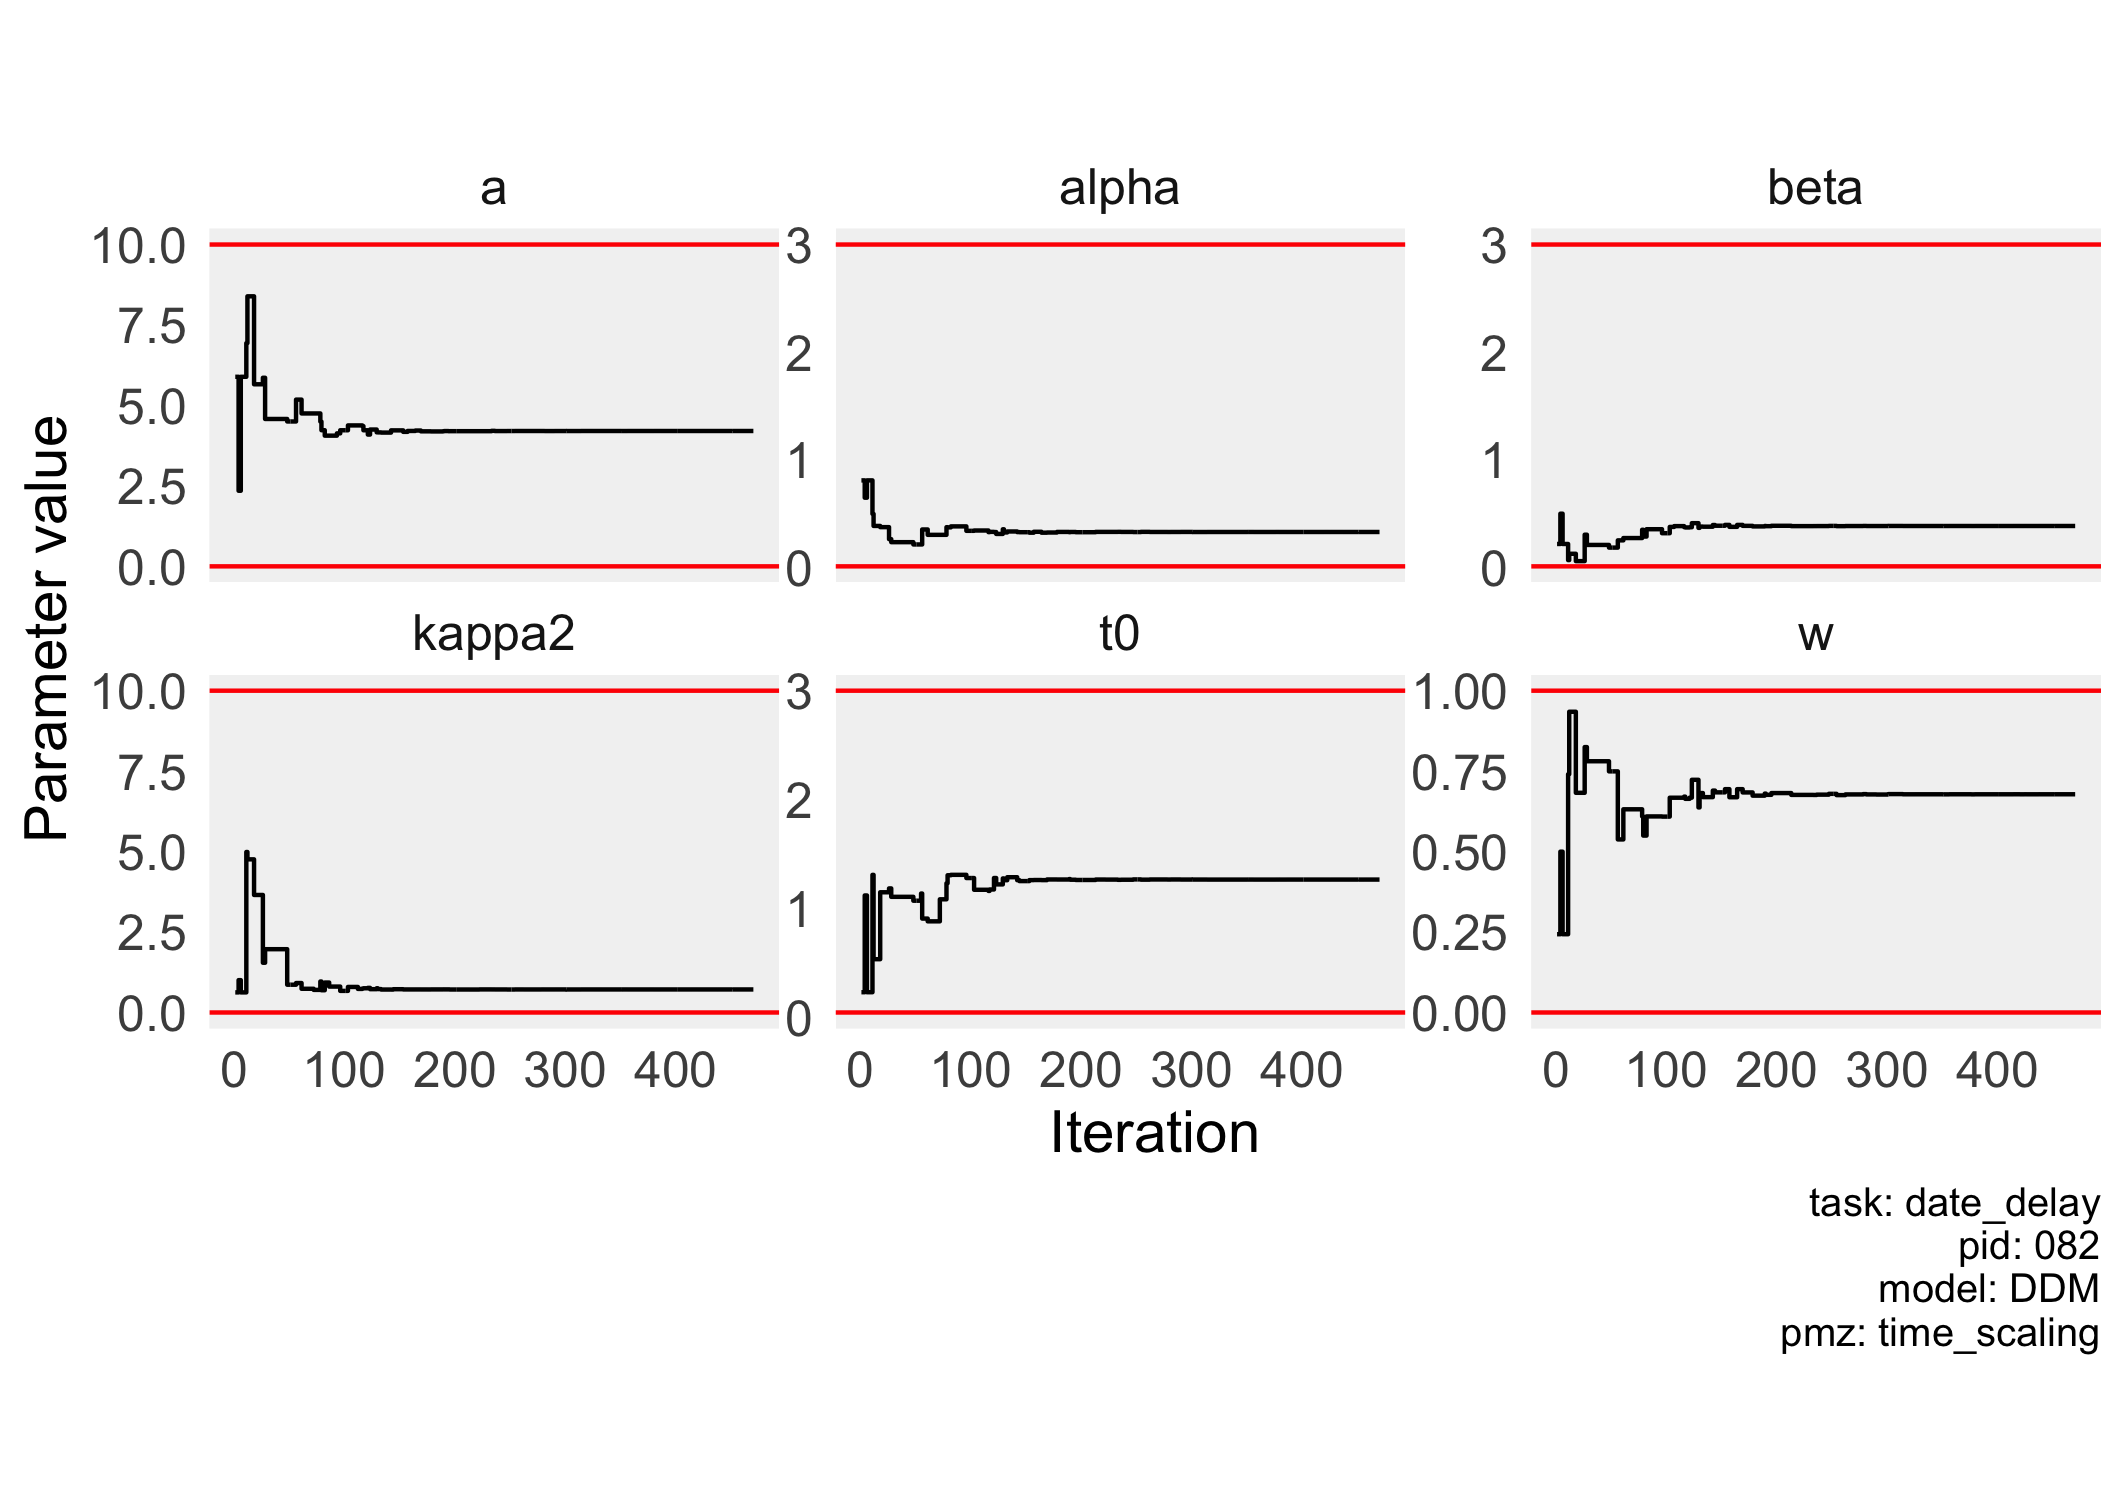 a
alpha
beta
10.0
7.5
5.0
2.5
0.0
3
2
1
0
3
2
1
0
kappa2
t0
w
10.0
7.5
5.0
2.5
0.0
3
2
1
0
1.00
0.75
0.50
0.25
0.00
0 100 200 300 400
0 100 200 300 400
0 100 200 300 400
Parameter value
Iteration
task: date_delay
pid: 082
model: DDM
pmz: time_scaling